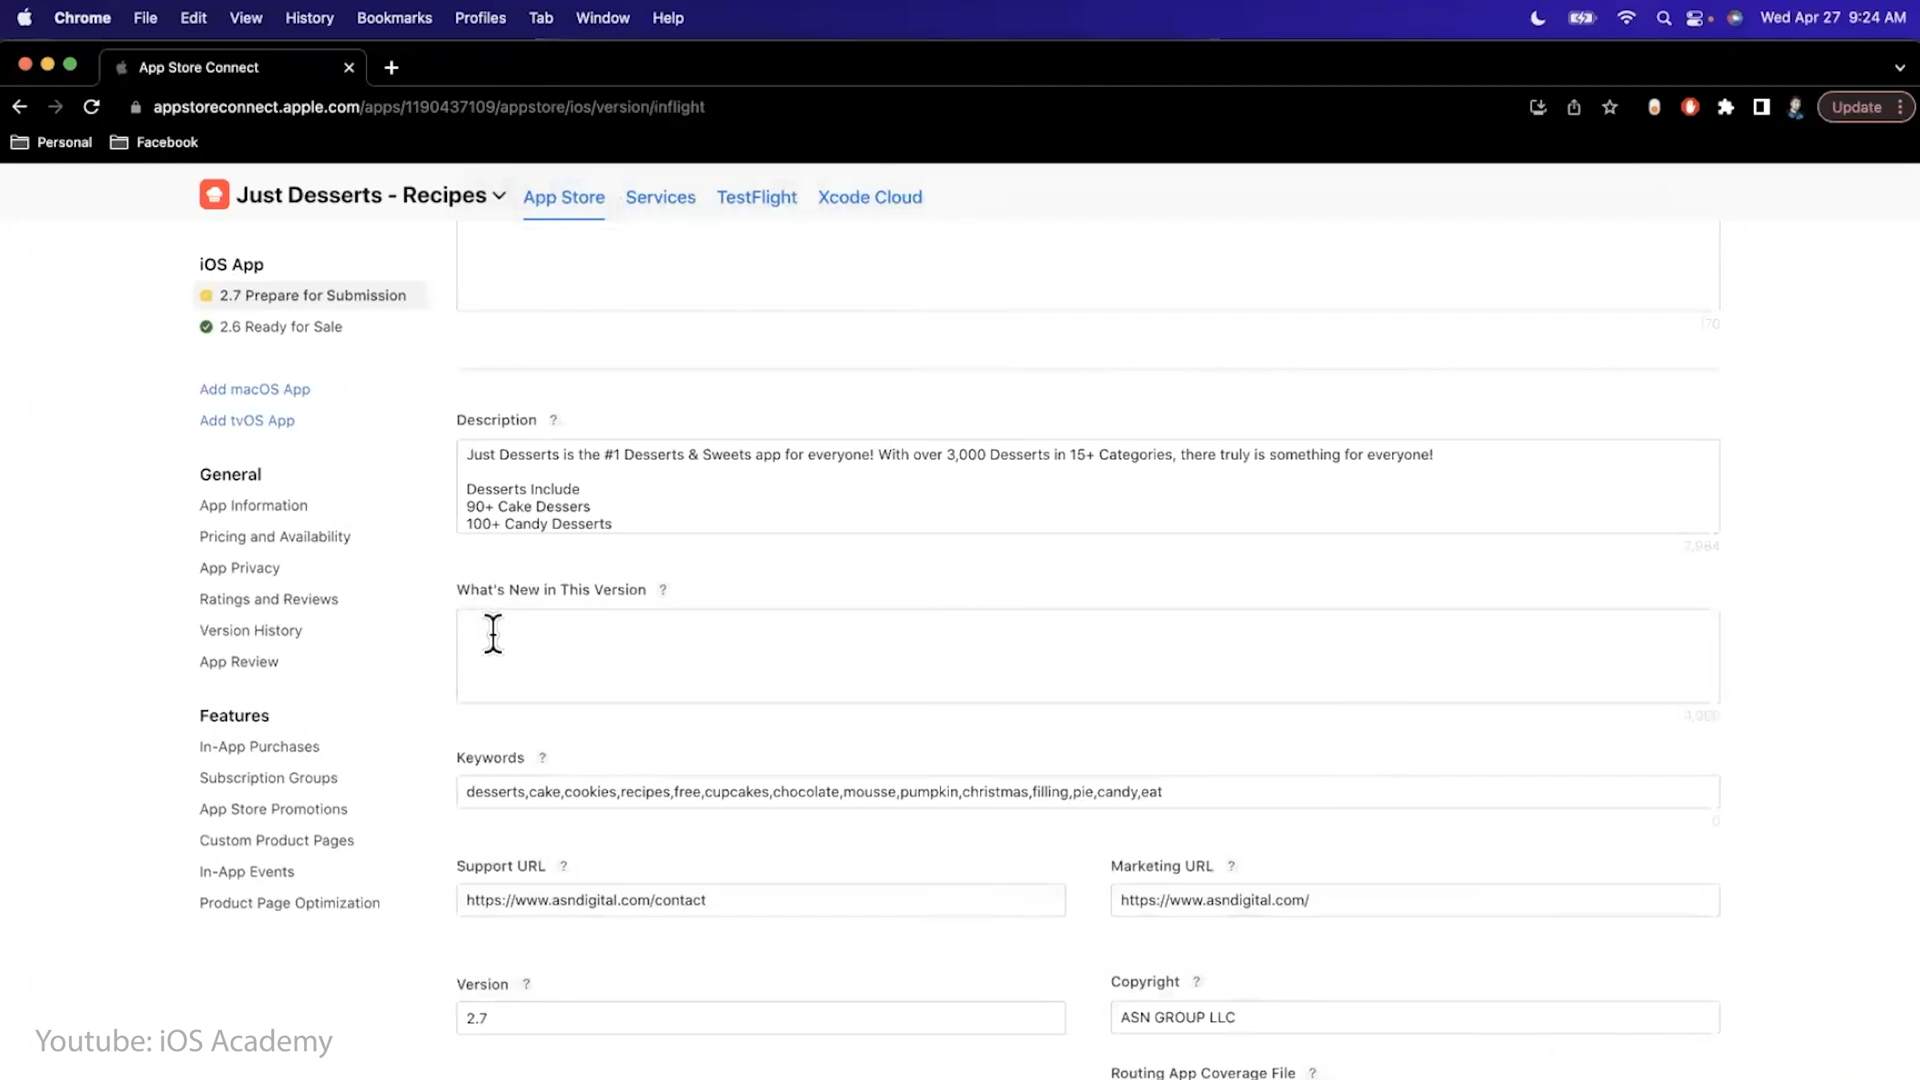 Chrome File Edit View History Bookmarks Profiles Tab Window Help Wed Apr 27 9:24 AM
App Store Connect
appstoreconnect.apple.com/apps/1190437109/appstore/ios/version/inflight Update
Personal Facebook
Just Desserts - Recipes App Store Services TestFlight Xcode Cloud
iOS App
2.7 Prepare for Submission
2.6 Ready for Sale
Add macOS App
Add tvOS App
General
App Information
Pricing and Availability
App Privacy
Ratings and Reviews
Version History
App Review
Features
In-App Purchases
Subscription Groups
App Store Promotions
Custom Product Pages
In-App Events
Product Page Optimization
170
Description ?
Just Desserts is the #1 Desserts & Sweets app for everyone! With over 3,000 Desserts in 15+ Categories, there truly is something for everyone!
Desserts Include
90+ Cake Dessers
100+ Candy Desserts
What's New in This Version ?
4,000
Keywords ?
desserts,cake,cookies,recipes,free,cupcakes,chocolate,mousse,pumpkin,christmas,filling,pie,candy,eat
0
Support URL ?
https://www.asndigital.com/contact
Marketing URL ?
https://www.asndigital.com/
Version ?
2.7
Copyright ?
ASN GROUP LLC
Routing App Coverage File ?
Youtube: iOS Academy